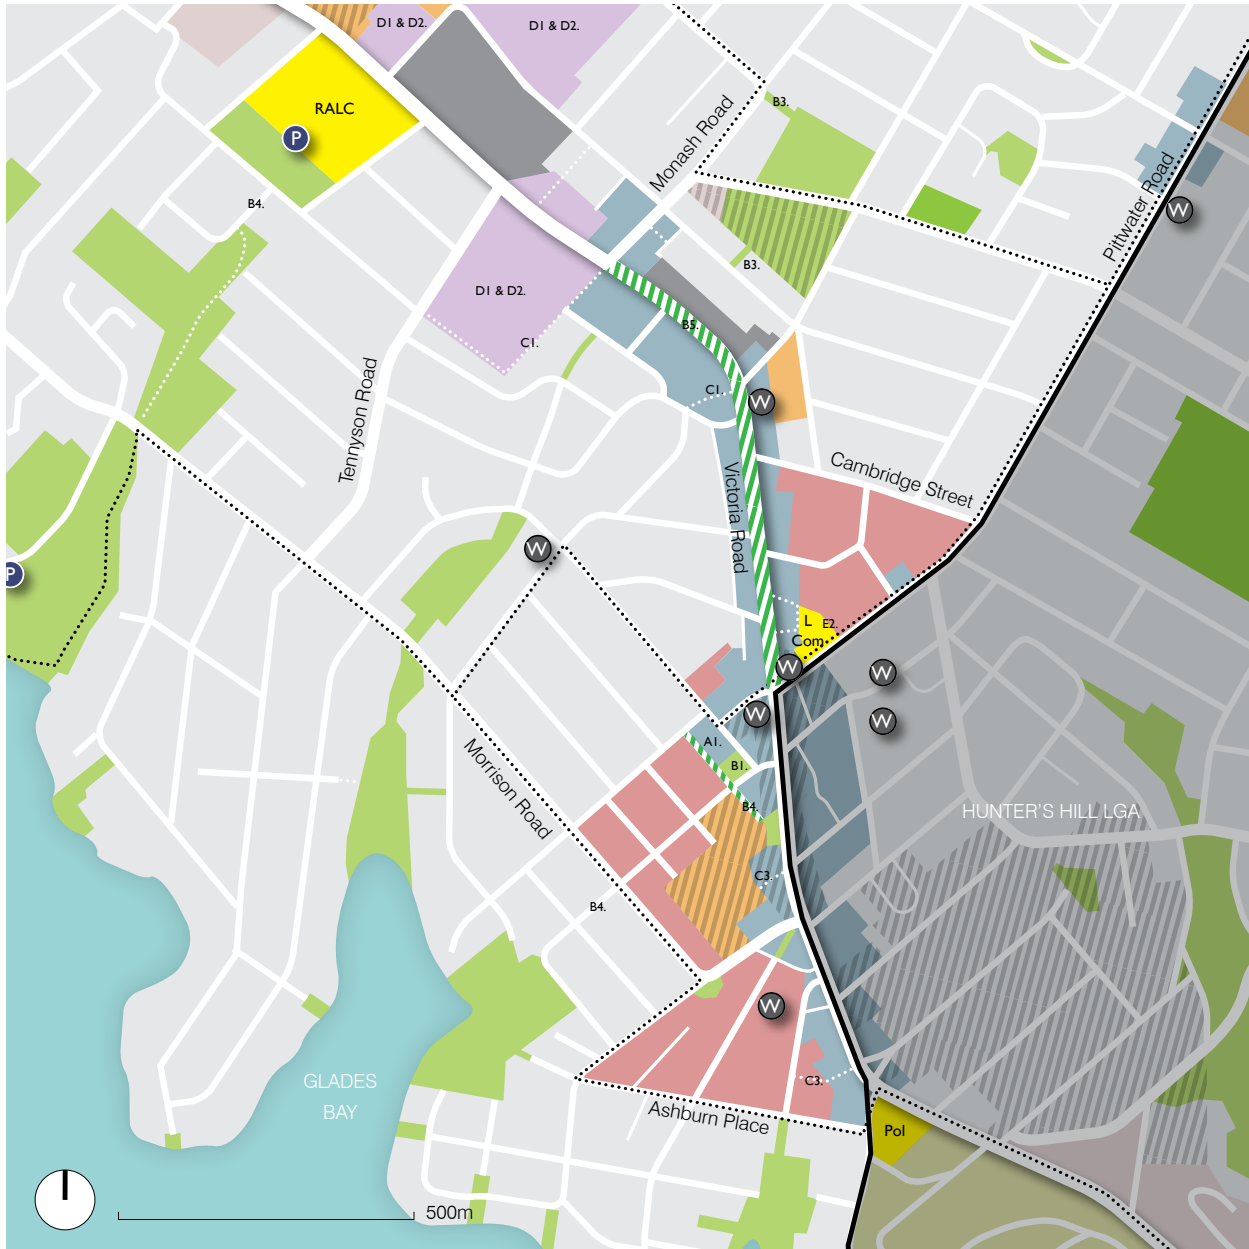 D1 & D2.
D1 & D2.
RALC
P
B3.
Monash Road
Pittwater Road
W
B4.
B3.
D1 & D2.
C1.
B5.
C1.
W
Tennyson Road
Cambridge Street
Victoria Road
W
P
L
E2.
Com
W
W
W
W
A1.
B1.
B4.
Morrison Road
HUNTER'S HILL LGA
C3.
B4.
W
GLADES
BAY
C3.
Ashburn Place
Pol
500m